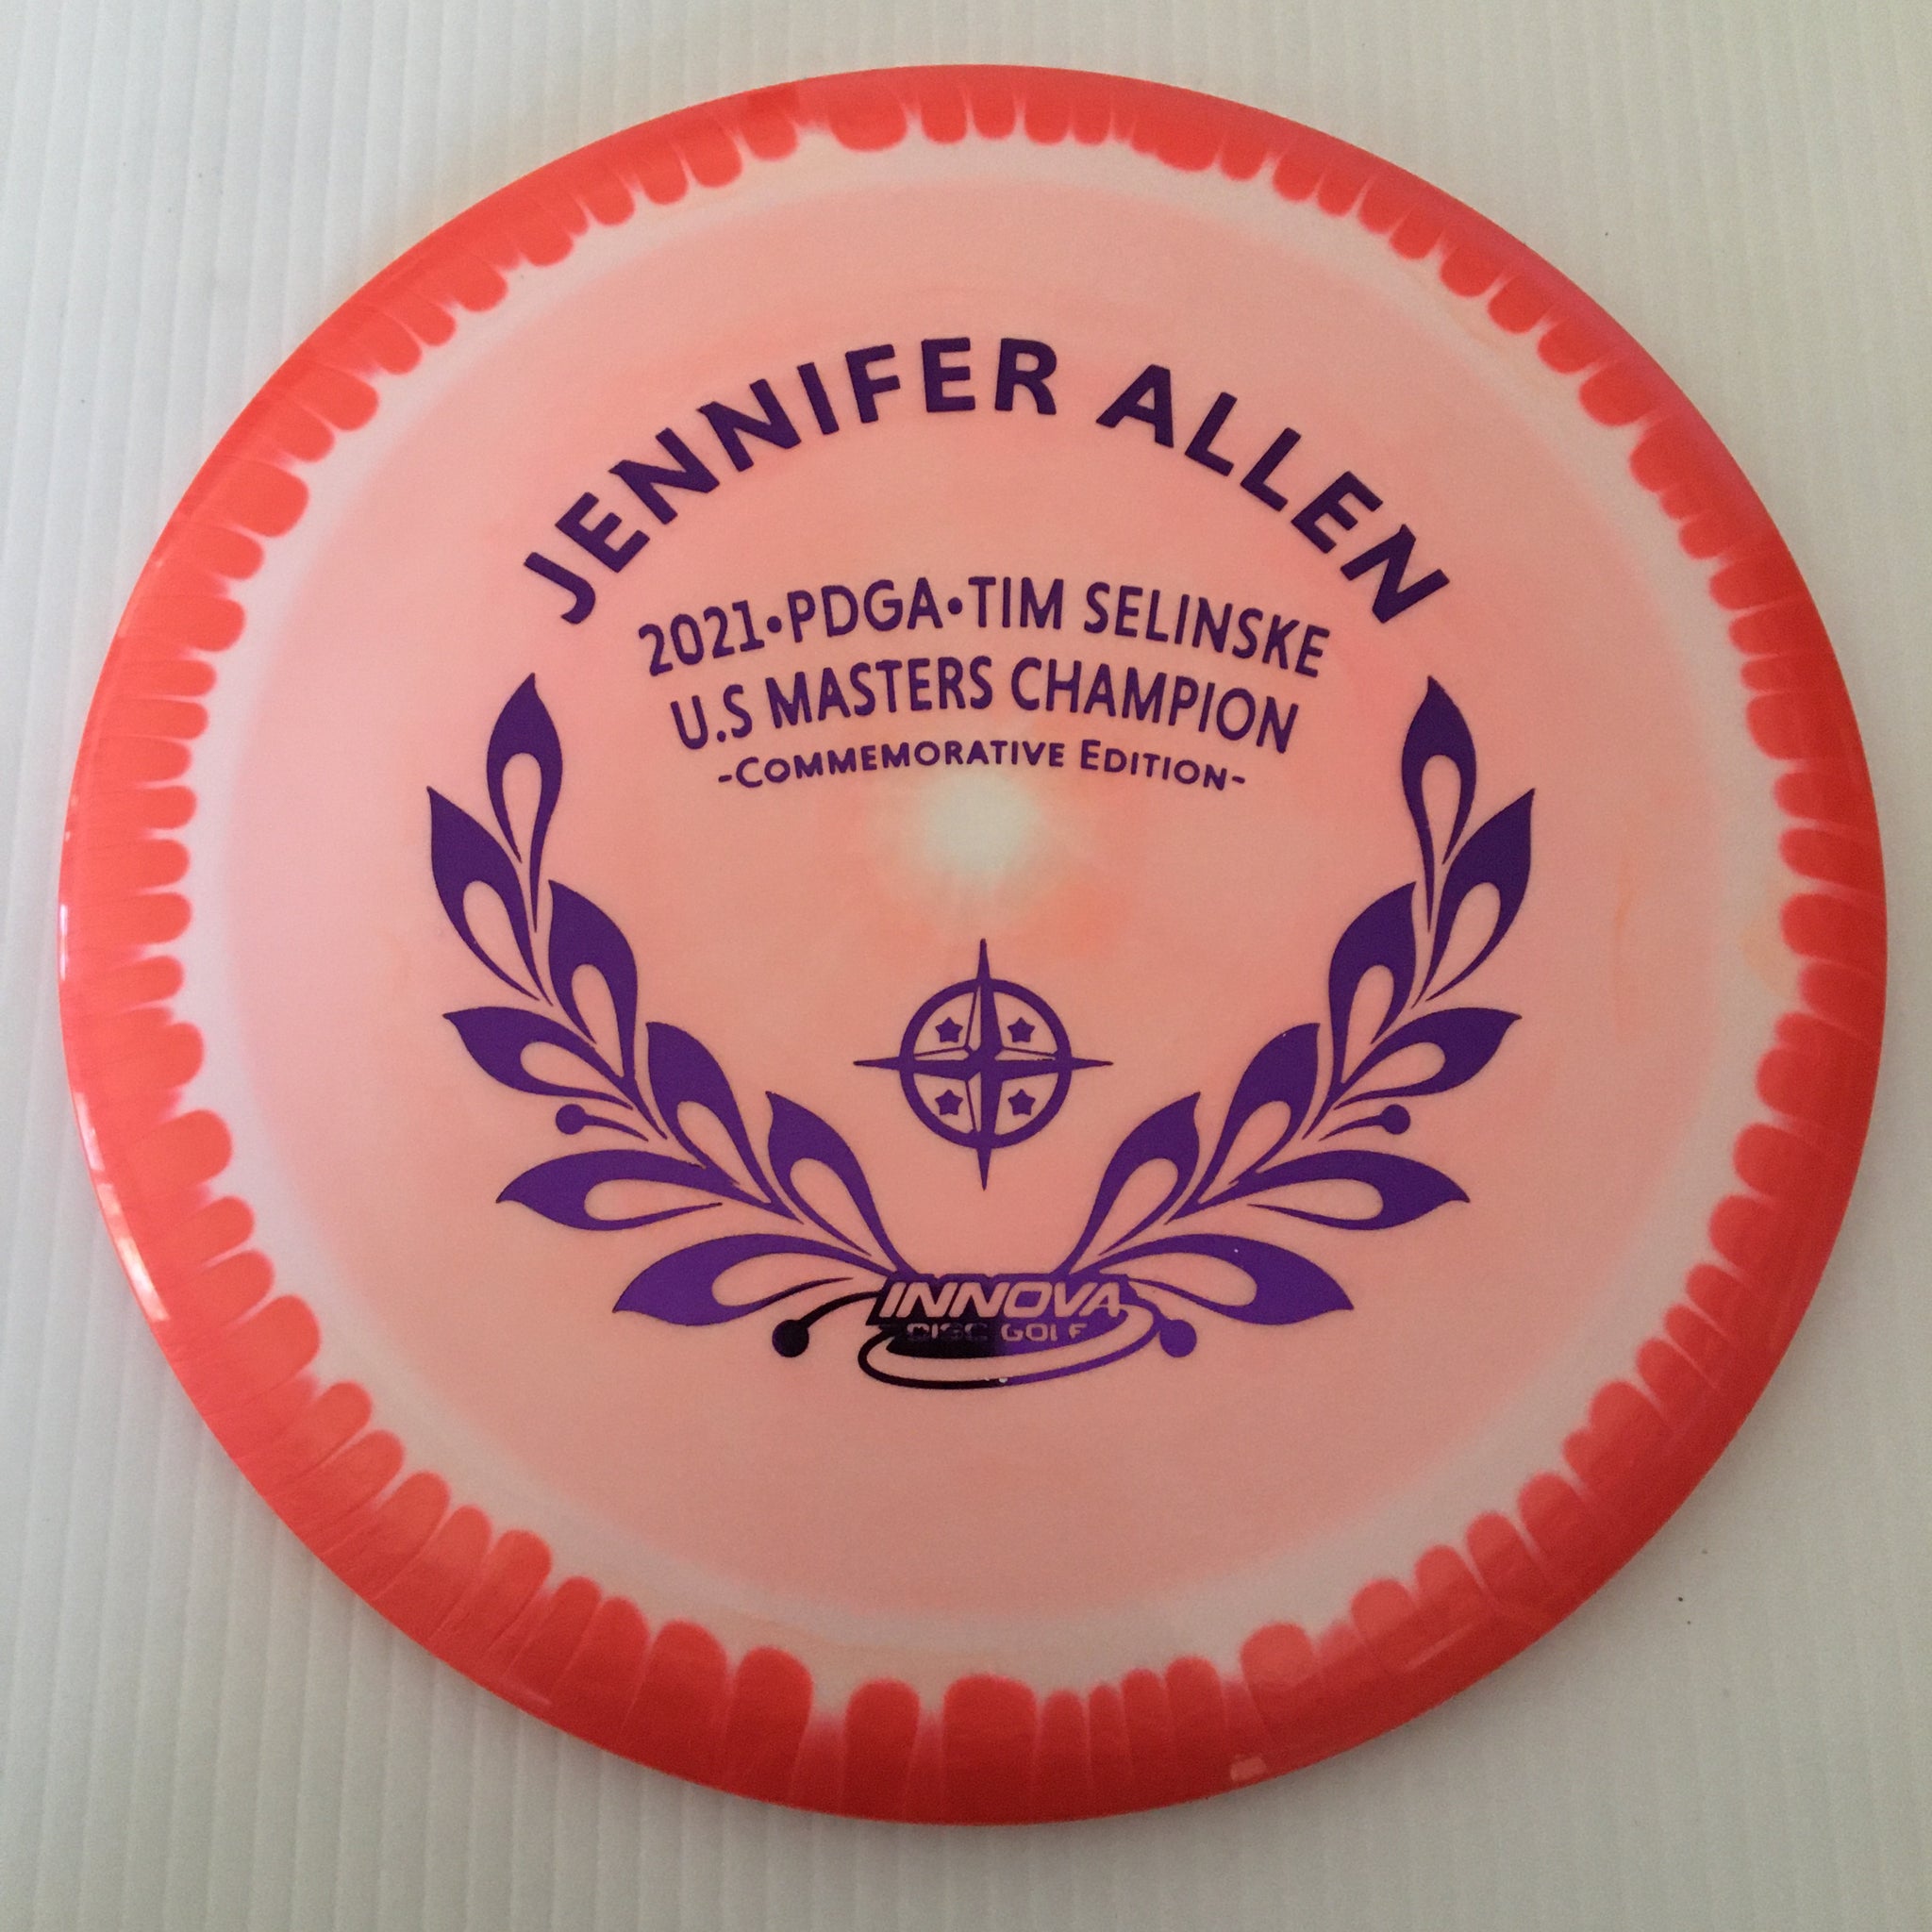 JENNIFER ALLEN
2021•PDGA•TIM SELINSKE
U.S MASTERS CHAMPION
-COMMEMORATIVE EDITION-
INNOVA
DISC GOLF